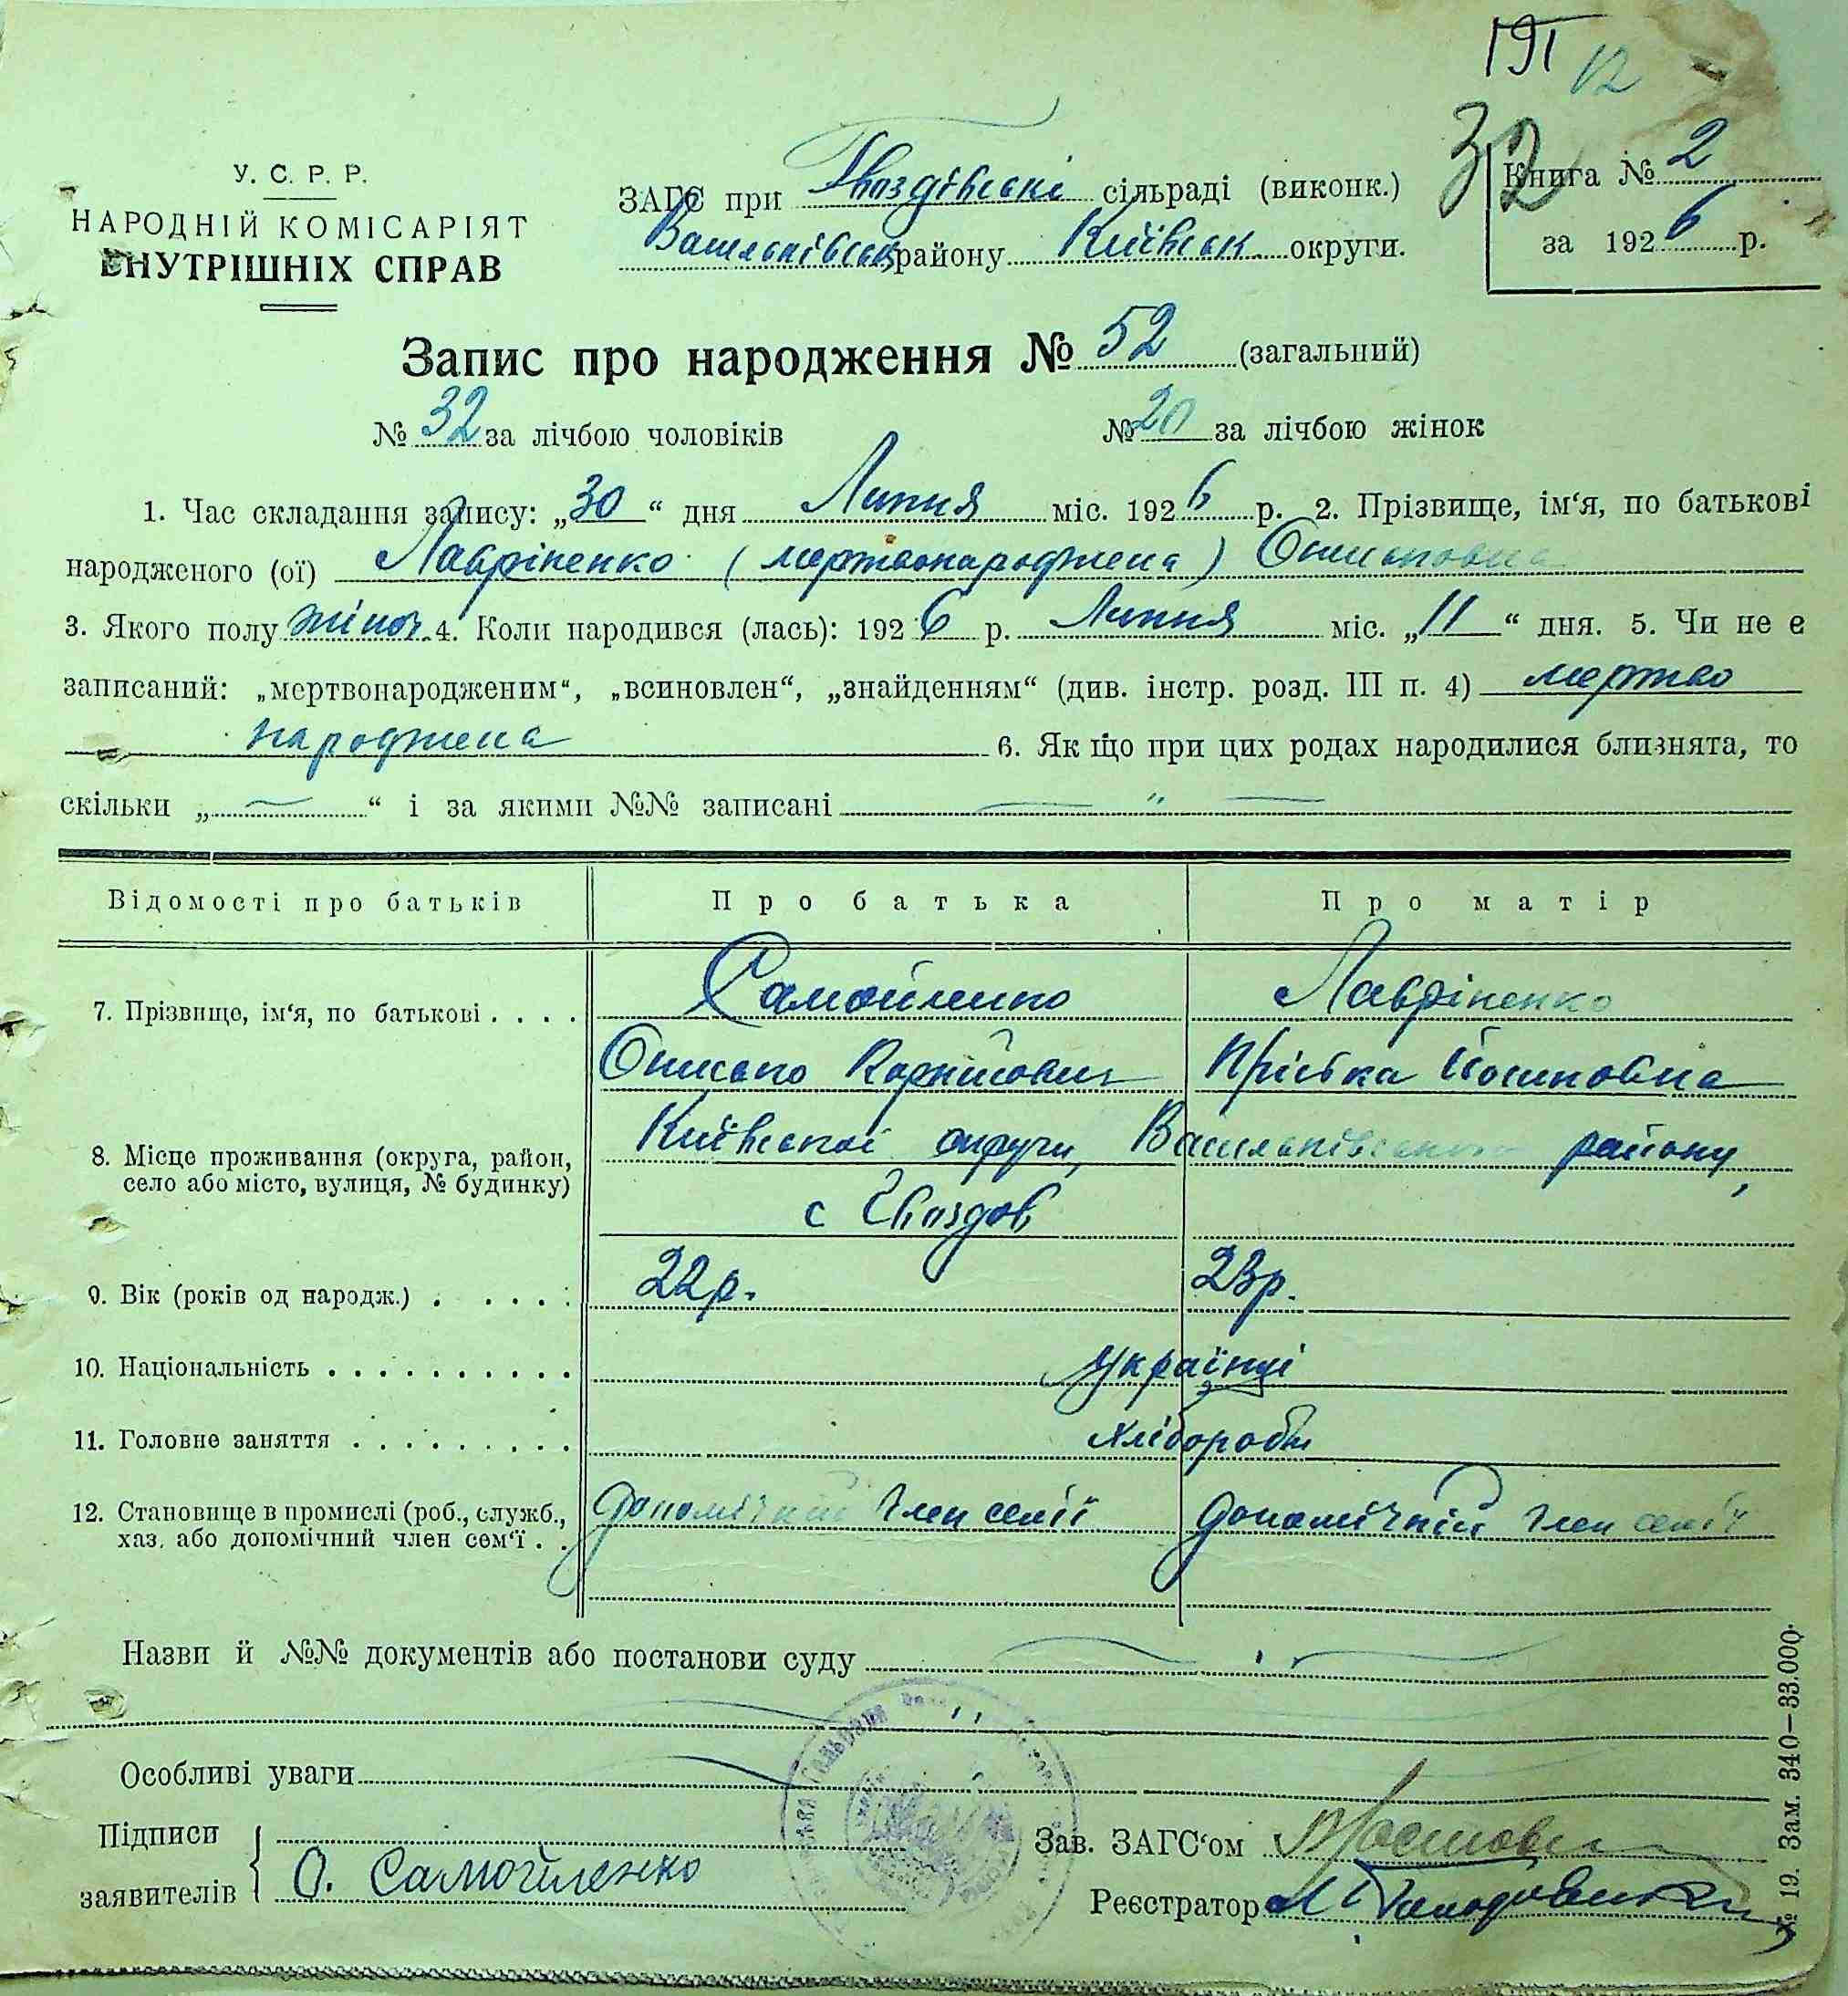 191 12
32
У. С. Р. Р.
НАРОДНІЙ КОМІСАРІЯТ
ВНУТРІШНІХ СПРАВ
ЗАГС при Гвоздівські сільраді (виконк.)
Васильківськ району Київськ. округи.
Книга № 2
за 1926 р.
Запис про народження № 52 (загальний)
№ 32 за лічбою чоловіків № 20 за лічбою жінок
1. Час складання запису: „30“ дня Липня міс. 1926 р. 2. Прізвище, ім‘я, по батькові
народженого (ої) Лавріненко (мертвонароджена) Онисьповна
3. Якого полу жіноч. 4. Коли народився (лась): 1926 р. Липня міс. „11“ дня. 5. Чи не є
записаний: „мертвонародженим“, „всиновлен“, „знайденням“ (див. інстр. розд. III п. 4) мертво
народжена 6. Як що при цих родах народилися близнята, то
скільки „—“ і за якими №№ записані — " —
Відомості про батьків Про батька Про матір
7. Прізвище, ім‘я, по батькові . . . . Самойленко Лавріненко
Онисько Корнійович Пріська Йосиповна
8. Місце проживання (округа, район, Київської округи, Васильківського району,
село або місто, вулиця, № будинку)
с Гвоздов
9. Вік (років од народж.) . . . . . 22р. 23р.
10. Національність . . . . . . . . . . українці
11. Головне заняття . . . . . . . . . хлібороби
12. Становище в промислі (роб., служб., допомічний член семії допомічний член семії
хаз. або допомічний член сем‘ї . .
Назви й №№ документів або постанови суду
Особливі уваги
Підписи Зав. ЗАГС‘ом
заявителів О. Самойленко Реєстратор
№ 19. Зам. 340—33.000.